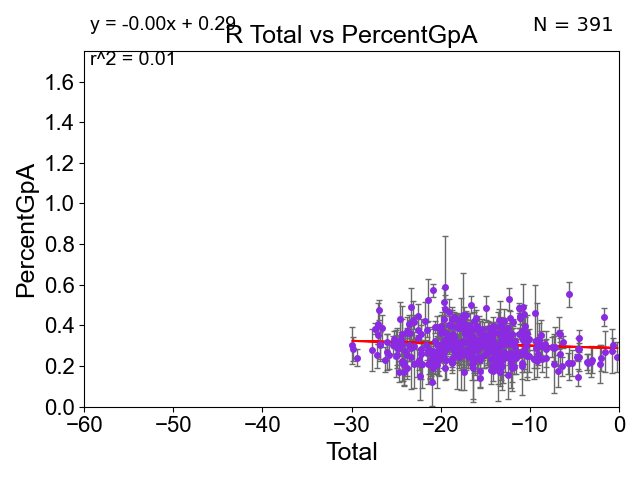 y = -0.00x + 0.29
R Total vs PercentGpA
N = 391
r^2 = 0.01
PercentGpA
1.6
1.4
1.2
1.0
0.8
0.6
0.4
0.2
0.0
−60 −50 −40 −30 −20 −10 −0
Total